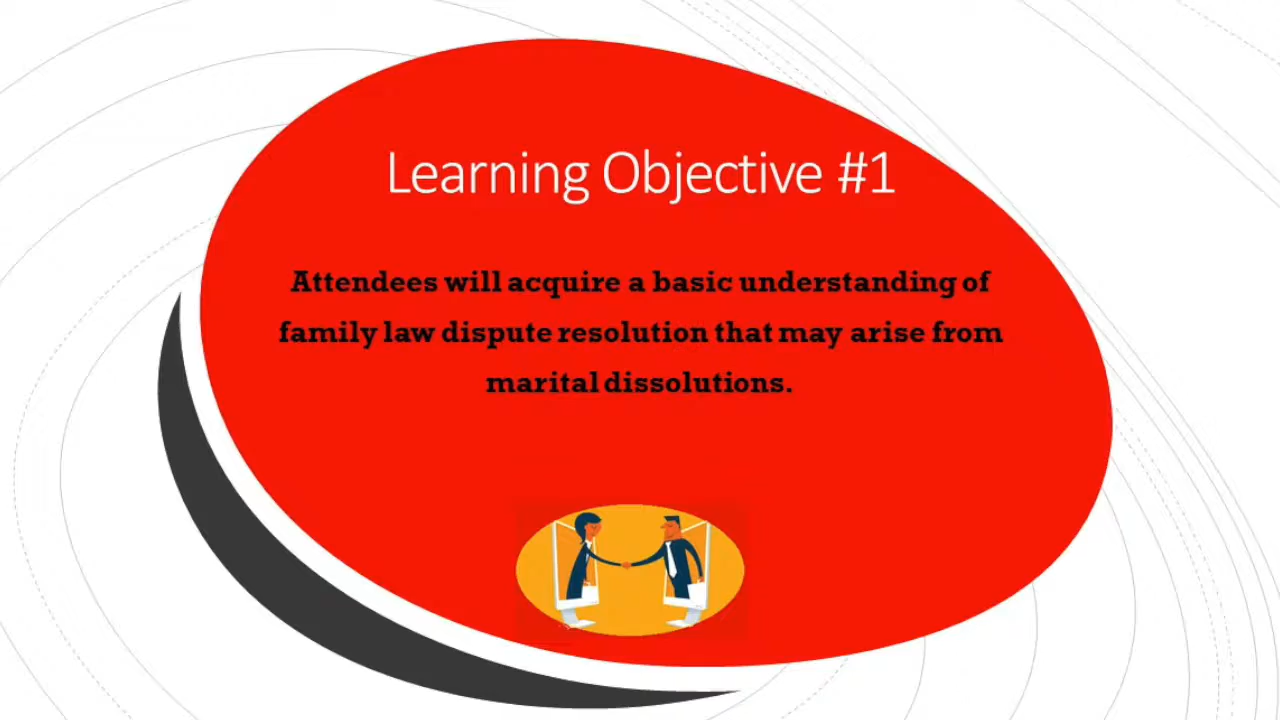 Learning Objective #1
Attendees will acquire a basic understanding of
family law dispute resolution that may arise from
marital dissolutions.